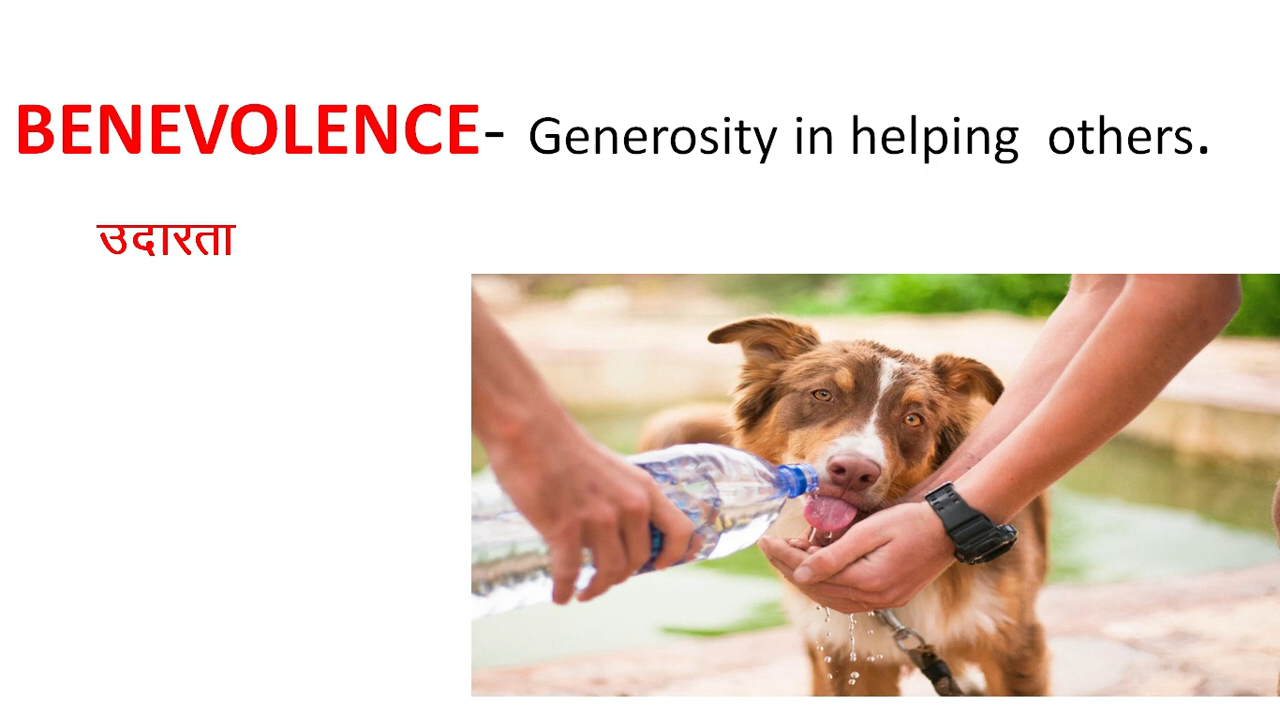 BENEVOLENCE- Generosity in helping  others.
उदारता